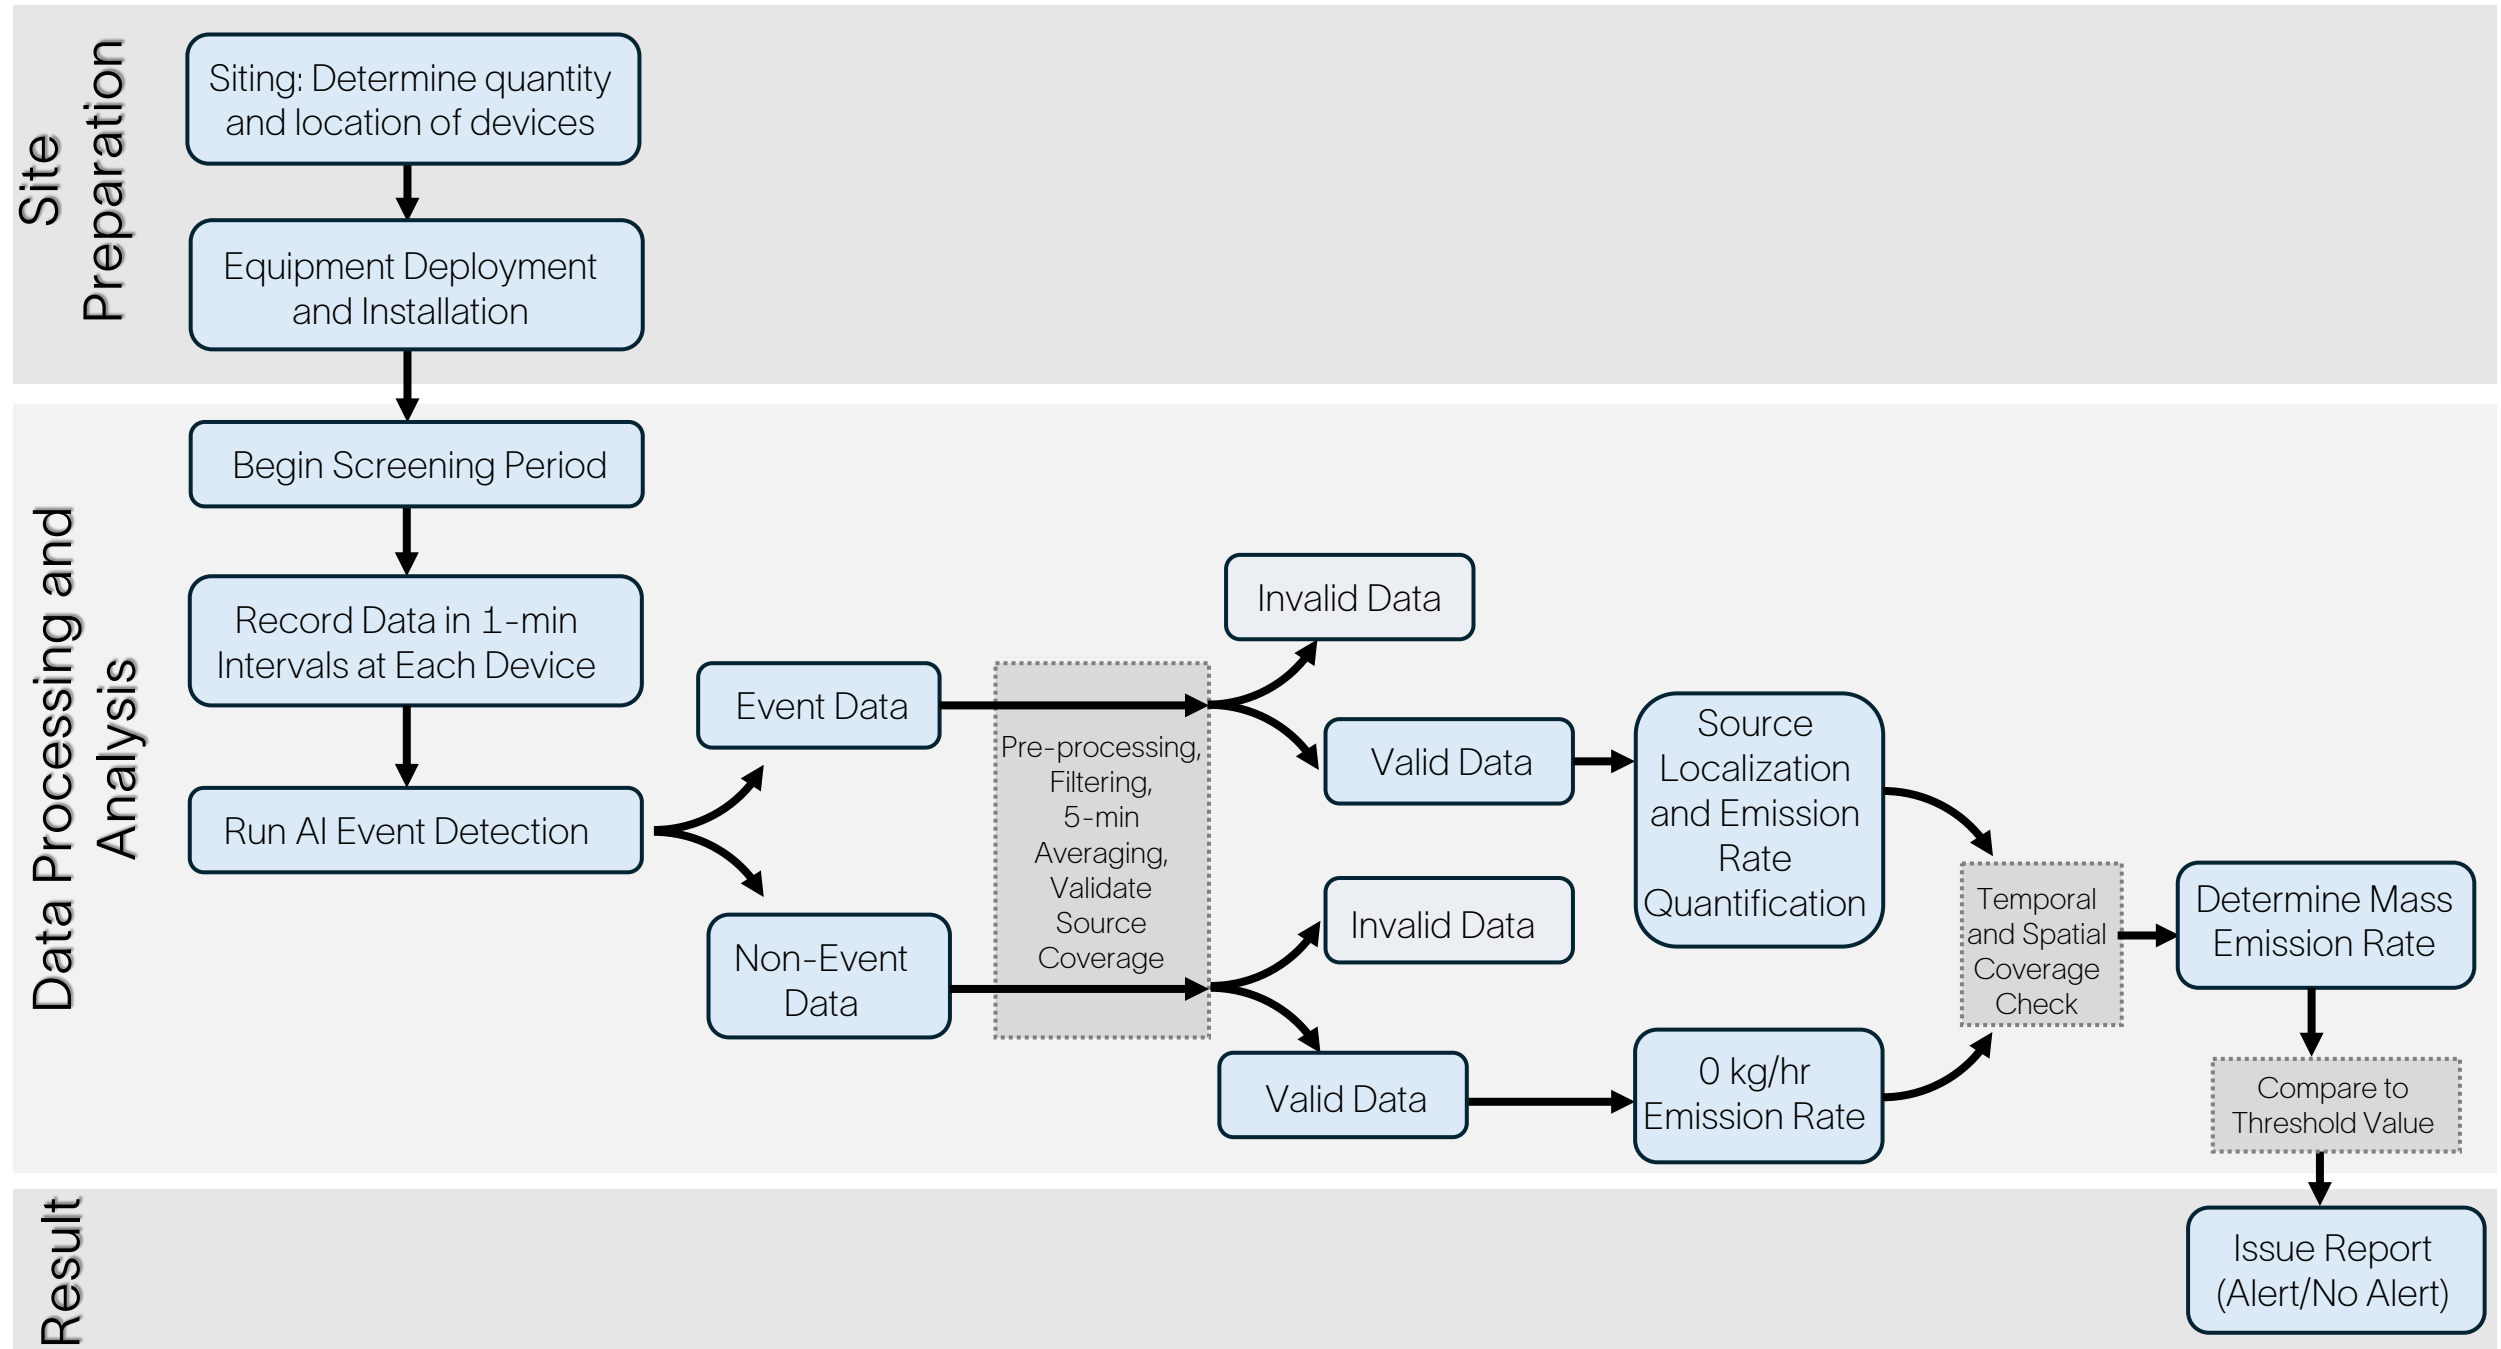 Site
Preparation
Siting: Determine quantity
and location of devices
Equipment Deployment
and Installation
Data Processing and
Analysis
Begin Screening Period
Record Data in 1-min
Intervals at Each Device
Run AI Event Detection
Event Data
Non-Event
Data
Pre-processing,
Filtering,
5-min
Averaging,
Validate
Source
Coverage
Invalid Data
Valid Data
Invalid Data
Valid Data
Source
Localization
and Emission
Rate
Quantification
0 kg/hr
Emission Rate
Temporal
and Spatial
Coverage
Check
Determine Mass
Emission Rate
Compare to
Threshold Value
Result
Issue Report
(Alert/No Alert)